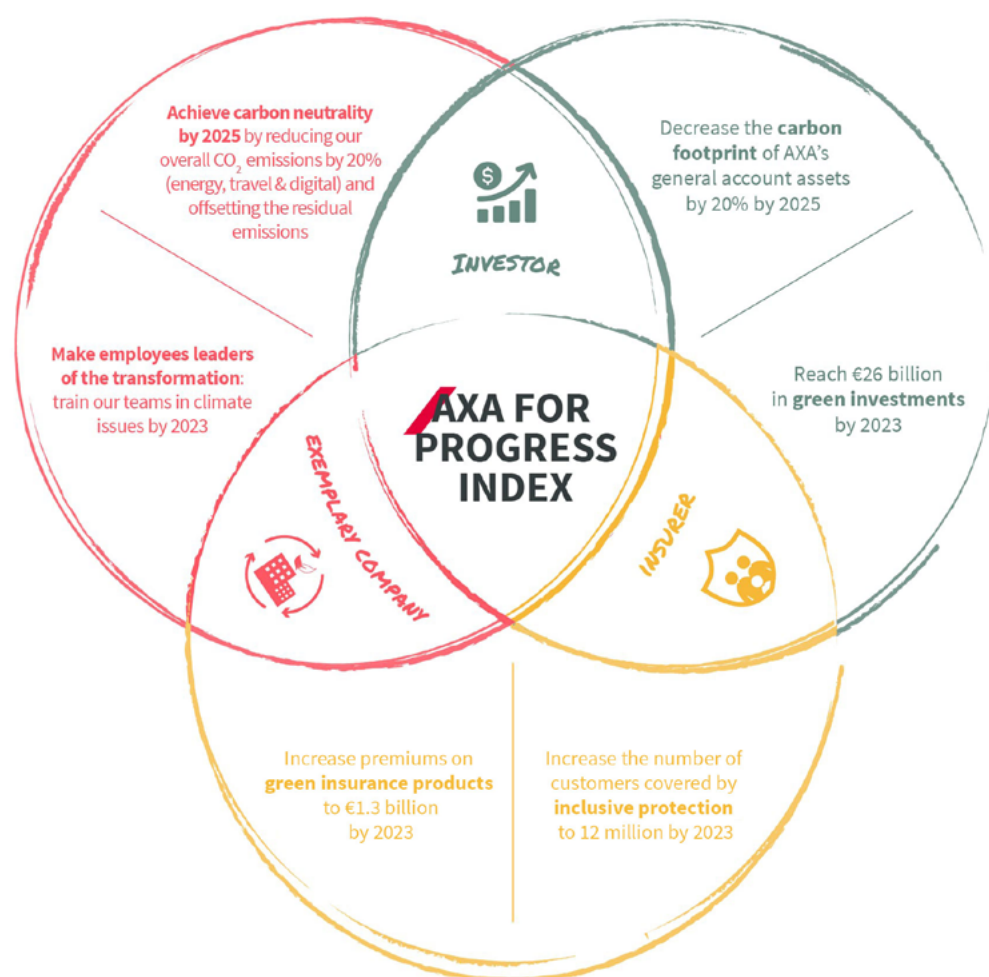 Achieve carbon neutrality
by 2025 by reducing our
overall CO₂ emissions by 20%
(energy, travel & digital) and
offsetting the residual
emissions
Make employees leaders
of the transformation:
train our teams in climate
issues by 2023
$
INVESTOR
Decrease the carbon
footprint of AXA's
general account assets
by 20% by 2025
Reach €26 billion
in green investments
by 2023
AXA FOR
PROGRESS
INDEX
EXEMPLARY COMPANY
INSURER
Increase premiums on
green insurance products
to €1.3 billion
by 2023
Increase the number of
customers covered by
inclusive protection
to 12 million by 2023